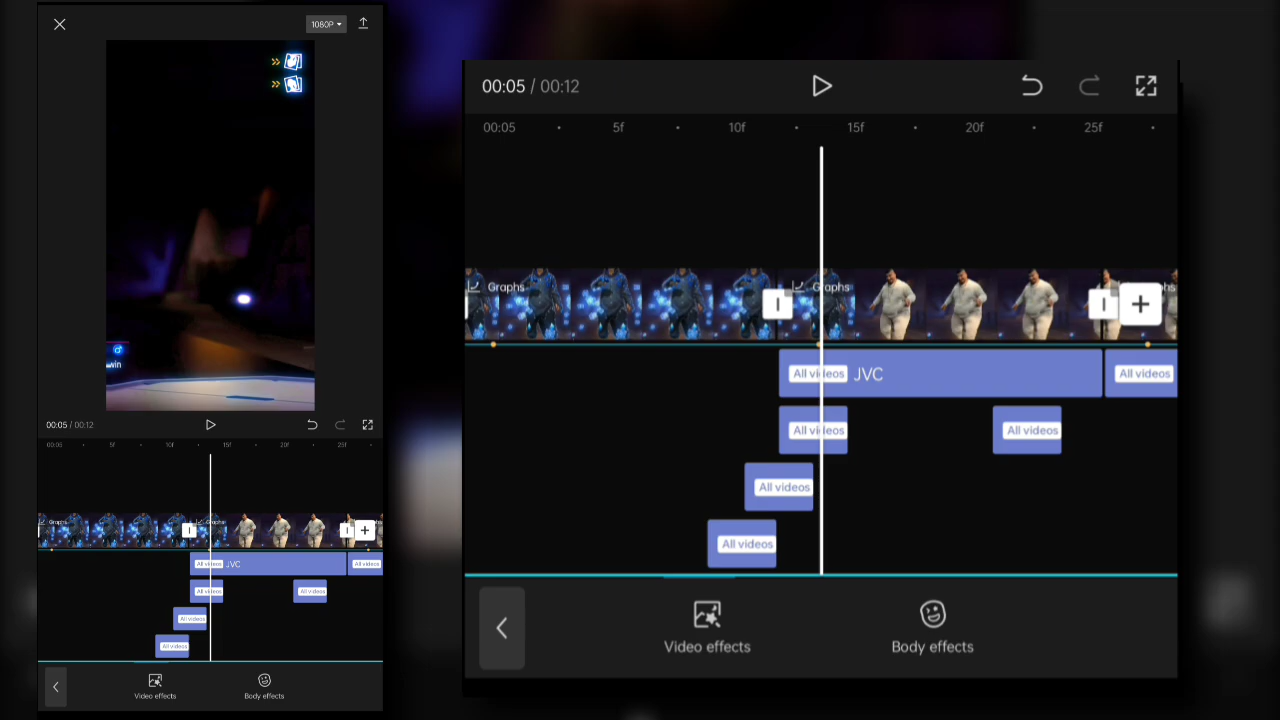 1080P
win
00:05 / 00:12
00:05 5f 10f 15f 20f 25f
Graphs Graphs
All videos JVC All videos
All videos All videos
All videos
All videos
Video effects Body effects
00:05 / 00:12
00:05 5f 10f 15f 20f 25f
Graphs Graphs hs
All videos JVC All videos
All videos All videos
All videos
All videos
Video effects Body effects